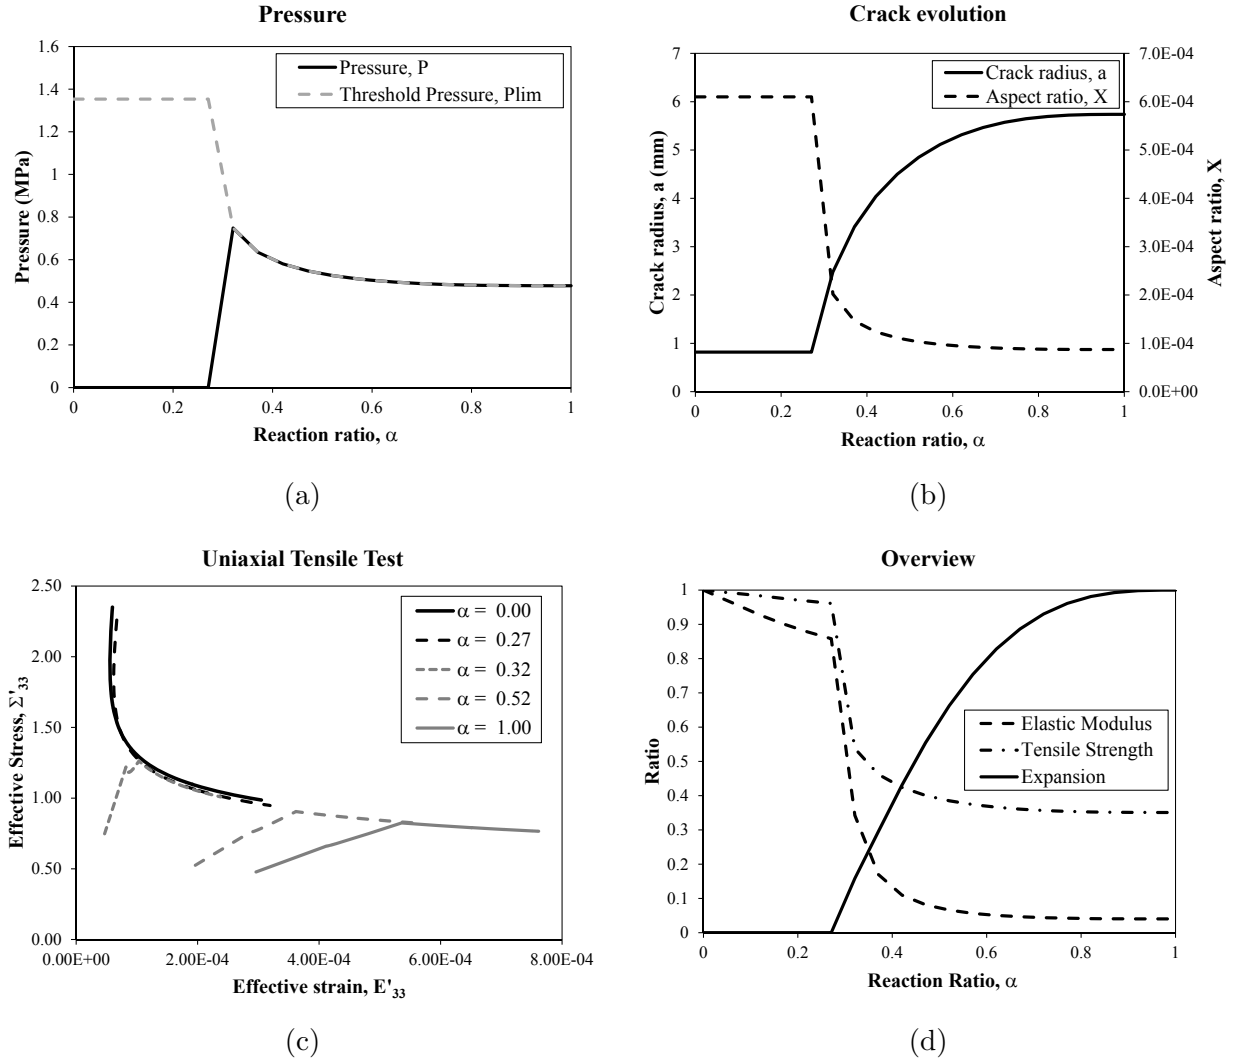 Pressure
1.6
1.4
1.2
1
0.8
0.6
0.4
0.2
0
0 0.2 0.4 0.6 0.8 1
Pressure (MPa)
Reaction ratio, α
Pressure, P
Threshold Pressure, Plim
(a)
Crack evolution
7
6
5
4
3
2
1
0
7.0E-04
6.0E-04
5.0E-04
4.0E-04
3.0E-04
2.0E-04
1.0E-04
0.0E+00
0 0.2 0.4 0.6 0.8 1
Crack radius, a (mm)
Aspect ratio, X
Reaction ratio, α
Crack radius, a
Aspect ratio, X
(b)
Uniaxial Tensile Test
2.50
2.00
1.50
1.00
0.50
0.00
0.00E+00 2.00E-04 4.00E-04 6.00E-04 8.00E-04
Effective Stress, Σ'33
Effective strain, E'33
α = 0.00
α = 0.27
α = 0.32
α = 0.52
α = 1.00
(c)
Overview
1
0.9
0.8
0.7
0.6
0.5
0.4
0.3
0.2
0.1
0
0 0.2 0.4 0.6 0.8 1
Ratio
Reaction Ratio, α
Elastic Modulus
Tensile Strength
Expansion
(d)